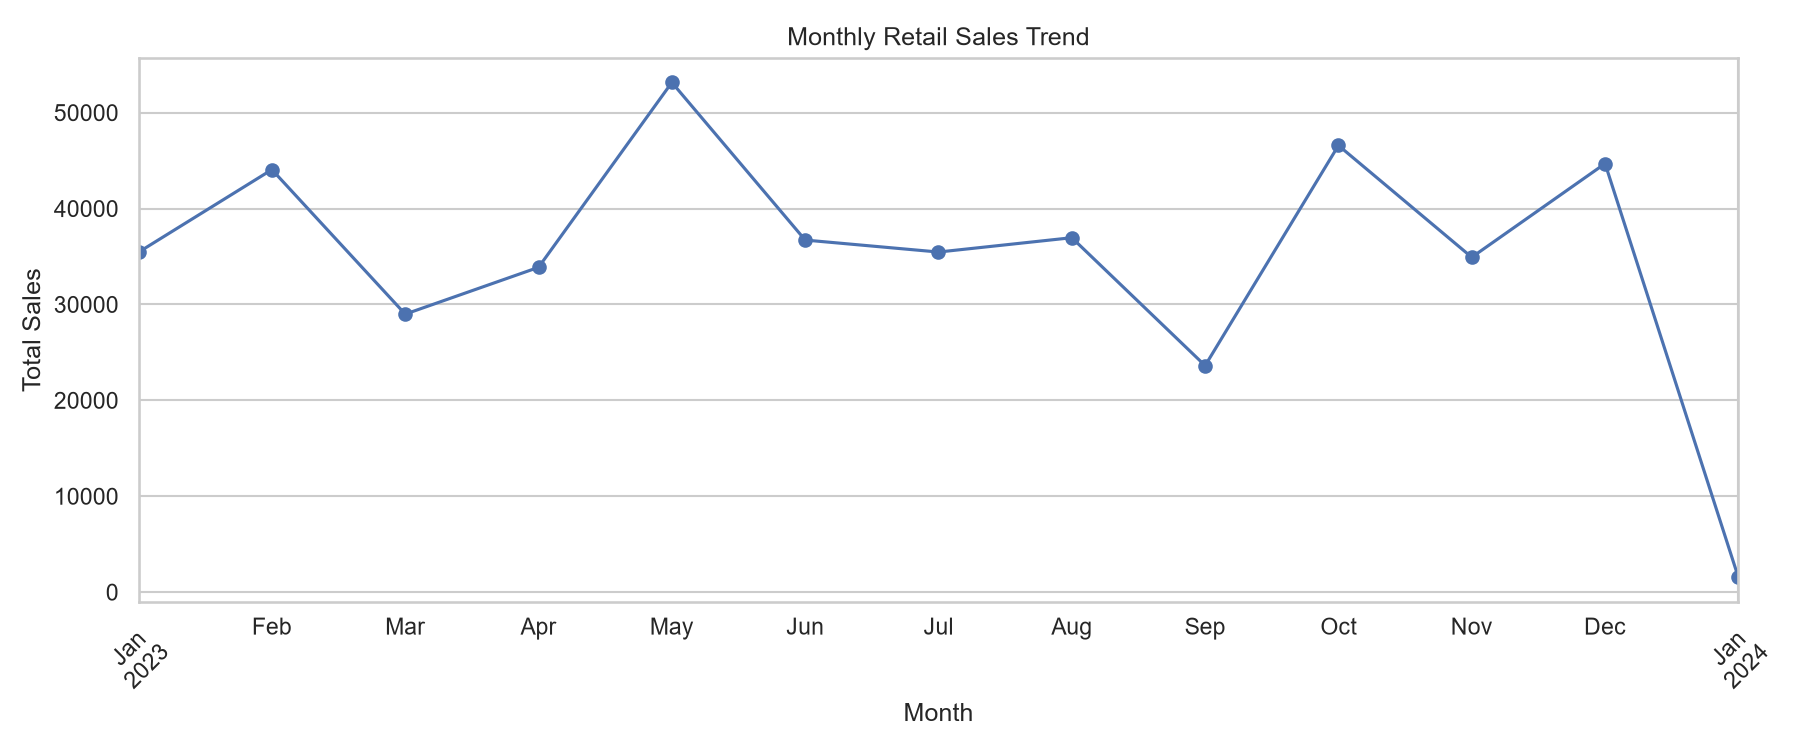 Monthly Retail Sales Trend
Total Sales
50000
40000
30000
20000
10000
0
Jan
2023
Feb
Mar
Apr
May
Jun
Jul
Aug
Sep
Oct
Nov
Dec
Jan
2024
Month